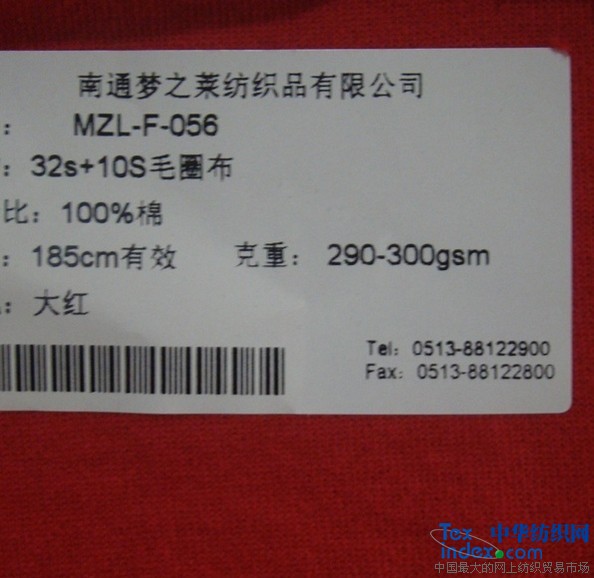 南通梦之莱纺织品有限公司
: MZL-F-056
: 32s+10S毛圈布
比: 100%棉
: 185cm有效 克重: 290-300gsm
: 大红
Tel: 0513-88122900
Fax: 0513-88122800
Tex 中华纺织网
index.com
中国最大的网上纺织贸易市场